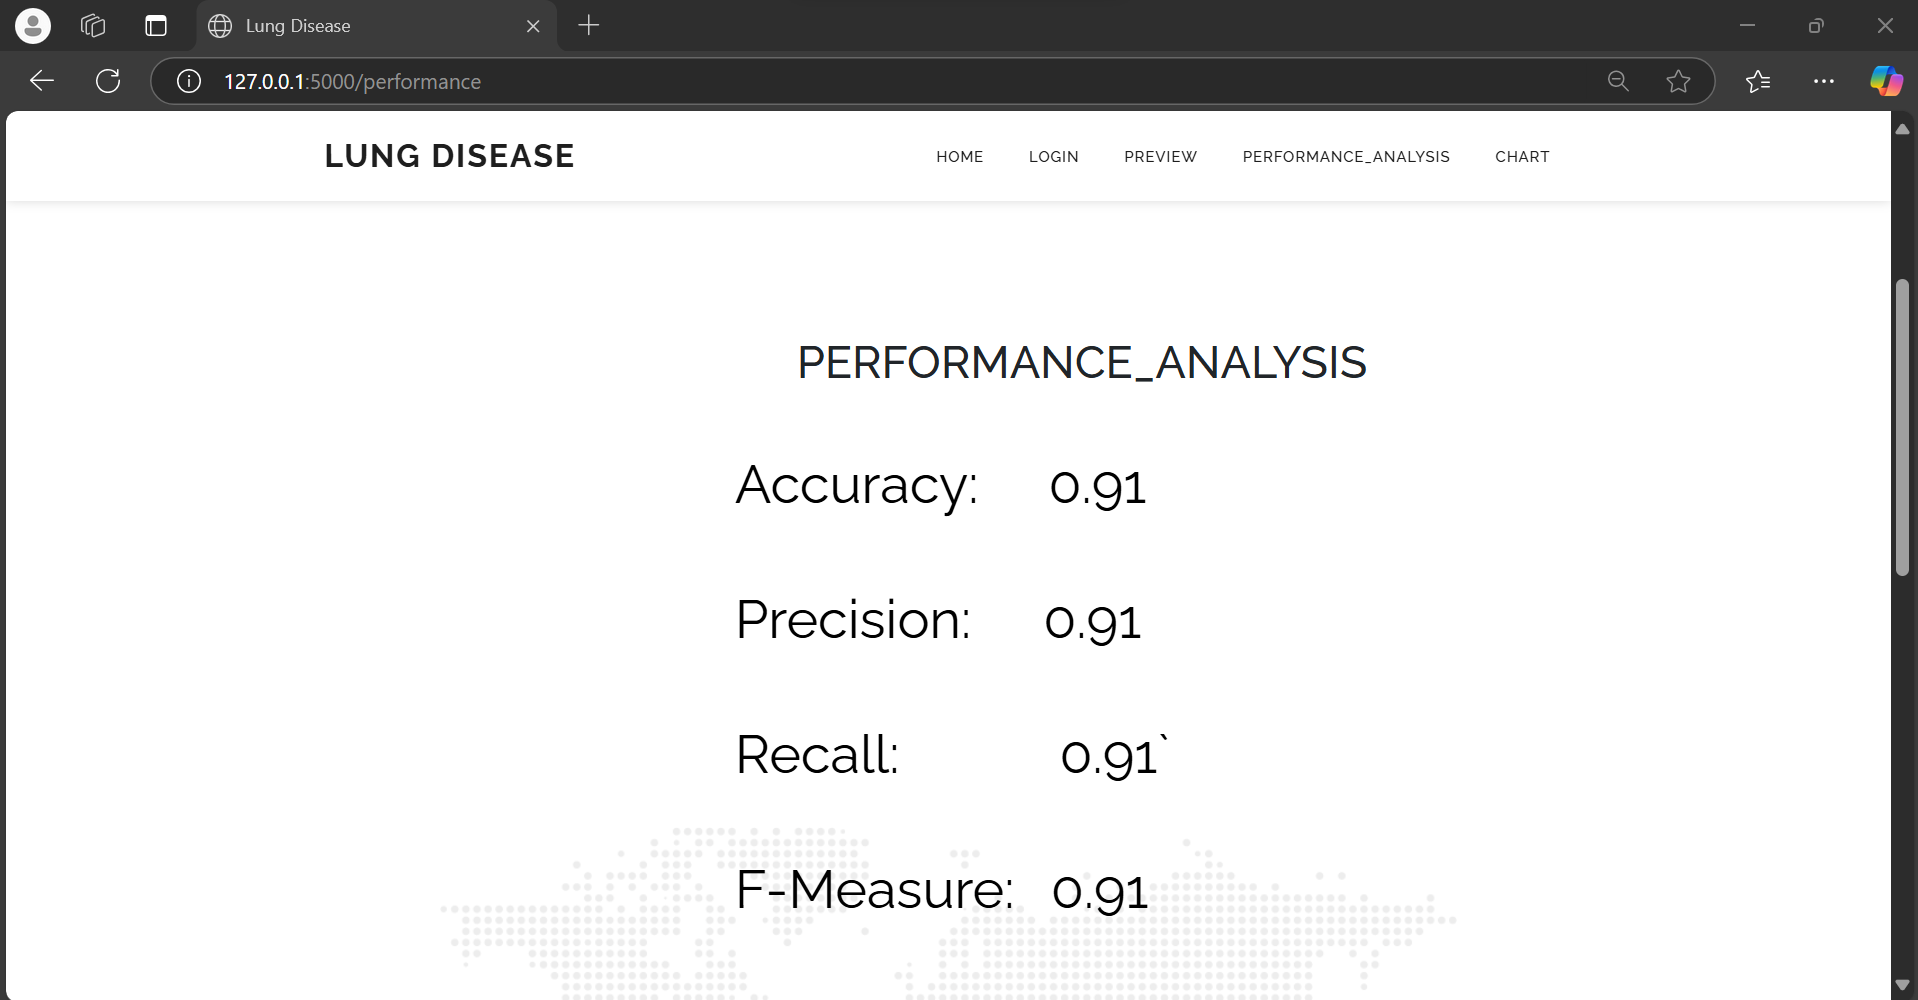 Lung Disease
127.0.0.1:5000/performance
LUNG DISEASE
HOME LOGIN PREVIEW PERFORMANCE_ANALYSIS CHART
PERFORMANCE_ANALYSIS
Accuracy: 0.91
Precision: 0.91
Recall: 0.91`
F-Measure: 0.91